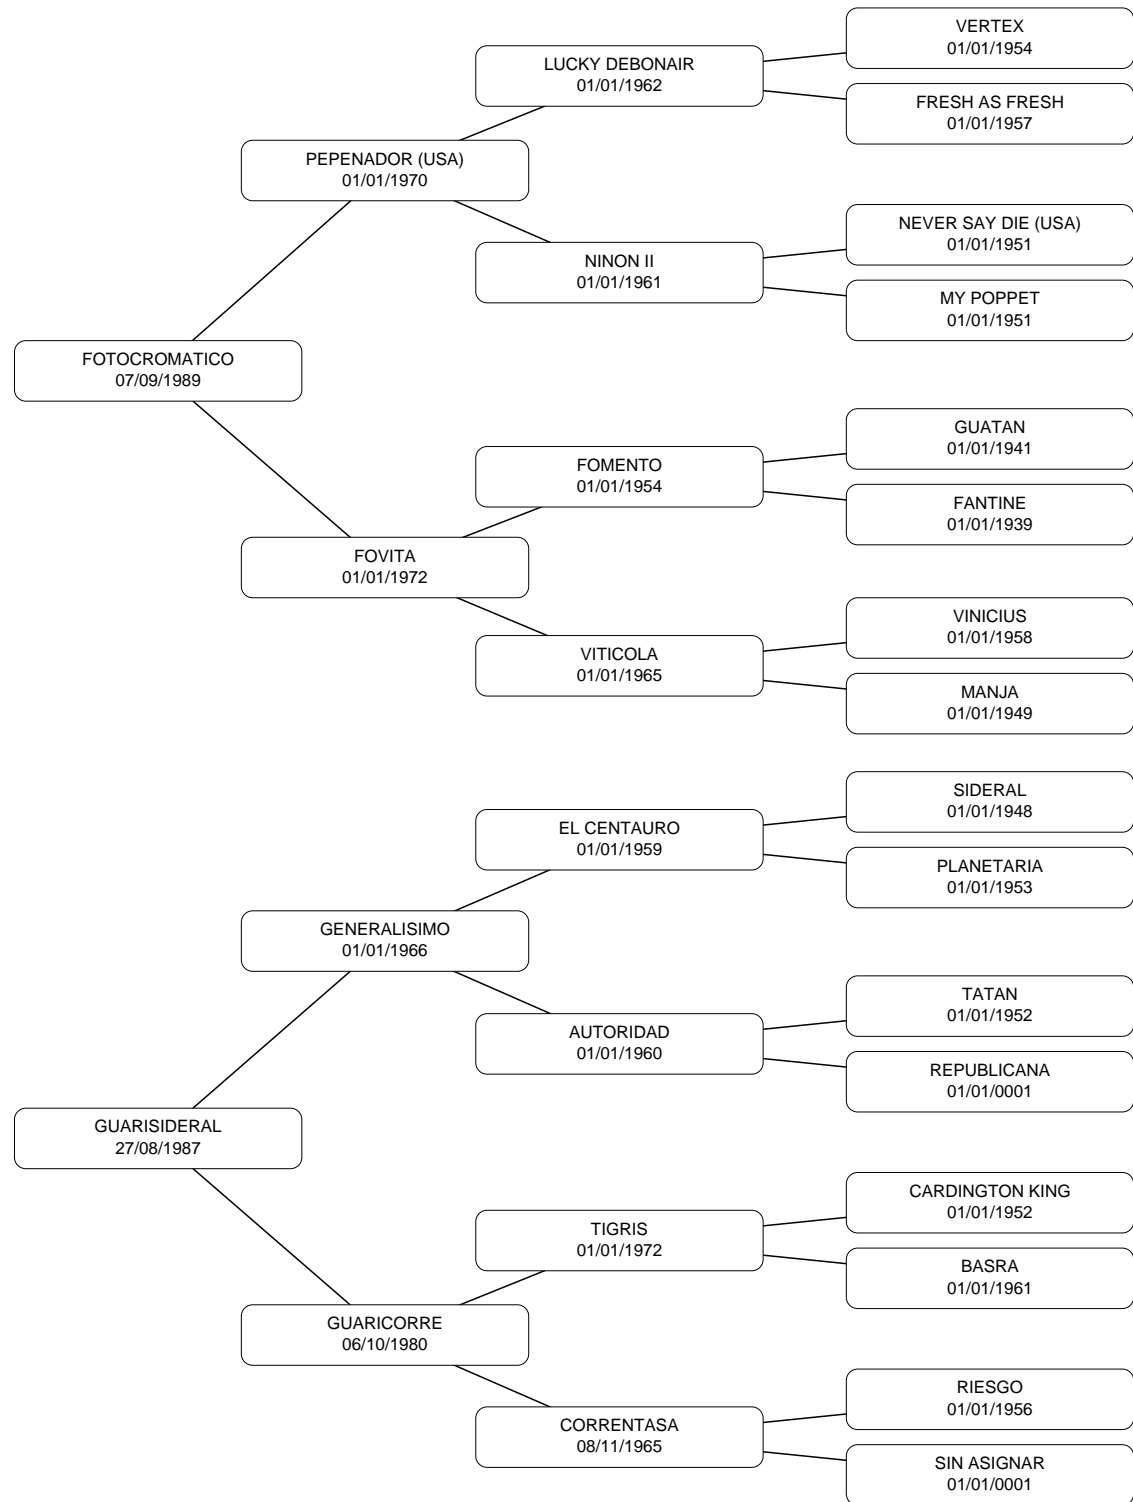 VERTEX
01/01/1954
LUCKY DEBONAIR
01/01/1962
FRESH AS FRESH
01/01/1957
PEPENADOR (USA)
01/01/1970
NEVER SAY DIE (USA)
01/01/1951
NINON II
01/01/1961
MY POPPET
01/01/1951
FOTOCROMATICO
07/09/1989
GUATAN
01/01/1941
FOMENTO
01/01/1954
FANTINE
01/01/1939
FOVITA
01/01/1972
VINICIUS
01/01/1958
VITICOLA
01/01/1965
MANJA
01/01/1949
SIDERAL
01/01/1948
EL CENTAURO
01/01/1959
PLANETARIA
01/01/1953
GENERALISIMO
01/01/1966
TATAN
01/01/1952
AUTORIDAD
01/01/1960
REPUBLICANA
01/01/0001
GUARISIDERAL
27/08/1987
CARDINGTON KING
01/01/1952
TIGRIS
01/01/1972
BASRA
01/01/1961
GUARICORRE
06/10/1980
RIESGO
01/01/1956
CORRENTASA
08/11/1965
SIN ASIGNAR
01/01/0001